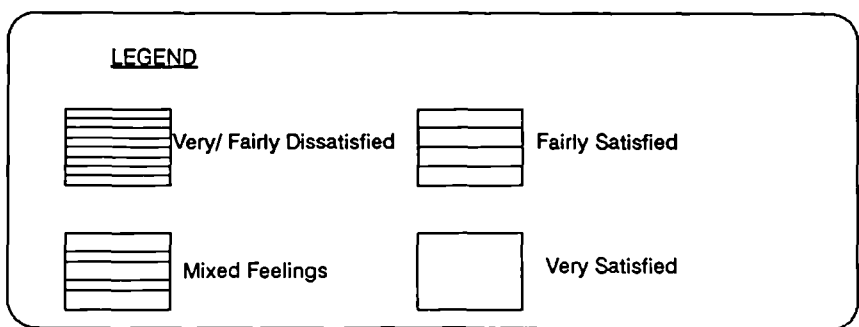 LEGEND
Very/ Fairly Dissatisfied
Fairly Satisfied
Mixed Feelings
Very Satisfied